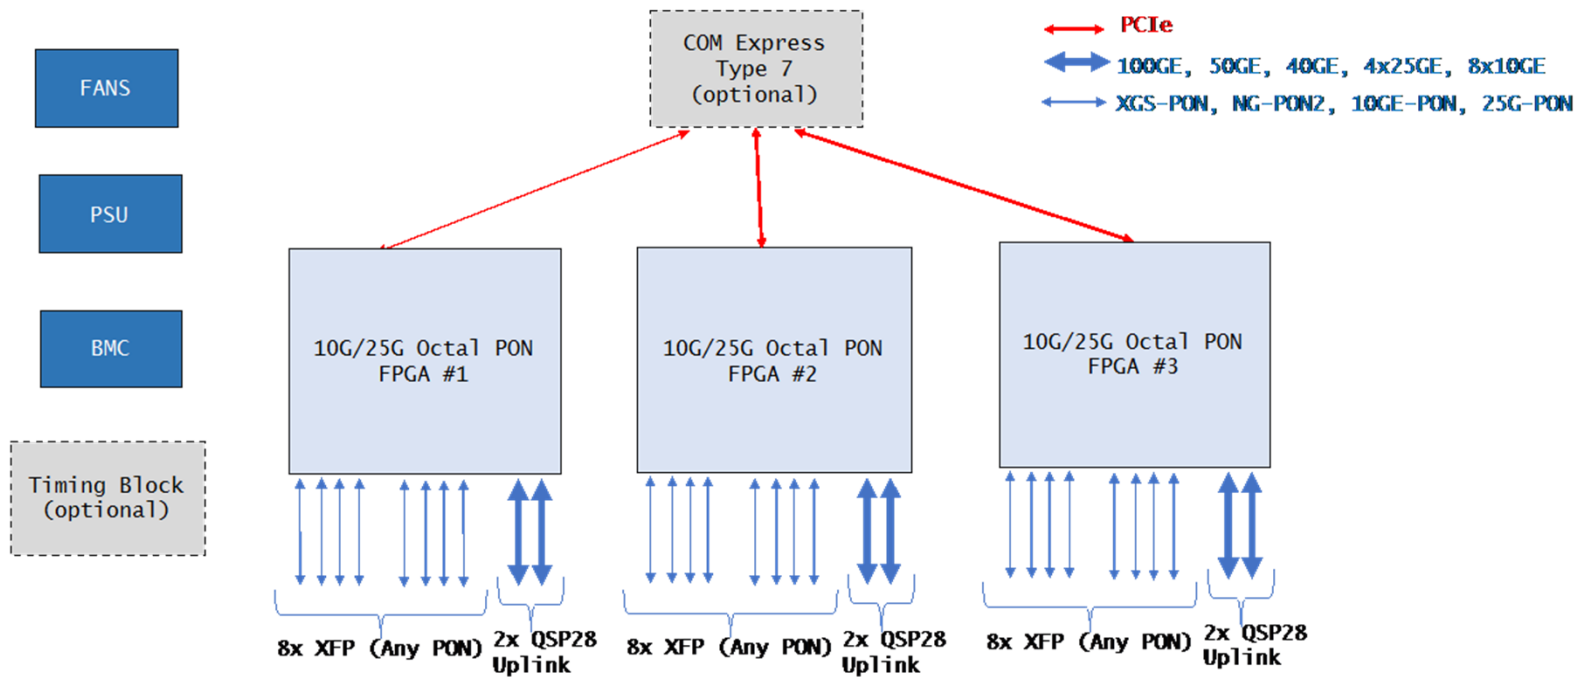 COM Express
Type 7
(optional)
PCIe
100GE, 50GE, 40GE, 4x25GE, 8x10GE
XGS-PON, NG-PON2, 10GE-PON, 25G-PON
FANS
PSU
BMC
Timing Block
(optional)
10G/25G Octal PON
FPGA #1
10G/25G Octal PON
FPGA #2
10G/25G Octal PON
FPGA #3
8x XFP (Any PON)
2x QSP28
Uplink
8x XFP (Any PON)
2x QSP28
Uplink
8x XFP (Any PON)
2x QSP28
Uplink